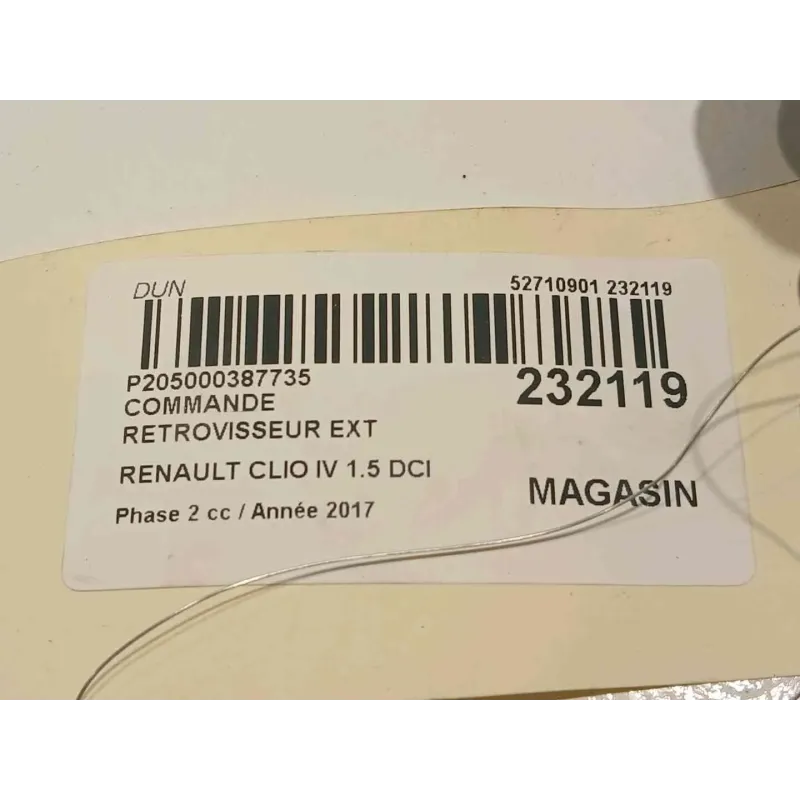 DUN 52710901 232119
P205000387735 232119
COMMANDE
RETROVISSEUR EXT
RENAULT CLIO IV 1.5 DCI
MAGASIN
Phase 2 cc / Année 2017